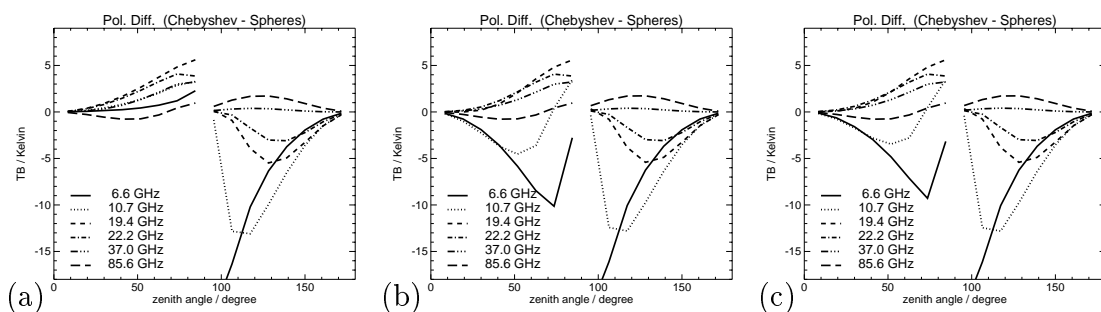 Pol. Diff. (Chebyshev - Spheres)
TB / Kelvin
5
0
-5
-10
-15
6.6 GHz
10.7 GHz
19.4 GHz
22.2 GHz
37.0 GHz
85.6 GHz
0 50 100 150
zenith angle / degree
(a)
Pol. Diff. (Chebyshev - Spheres)
TB / Kelvin
5
0
-5
-10
-15
6.6 GHz
10.7 GHz
19.4 GHz
22.2 GHz
37.0 GHz
85.6 GHz
0 50 100 150
zenith angle / degree
(b)
Pol. Diff. (Chebyshev - Spheres)
TB / Kelvin
5
0
-5
-10
-15
6.6 GHz
10.7 GHz
19.4 GHz
22.2 GHz
37.0 GHz
85.6 GHz
0 50 100 150
zenith angle / degree
(c)